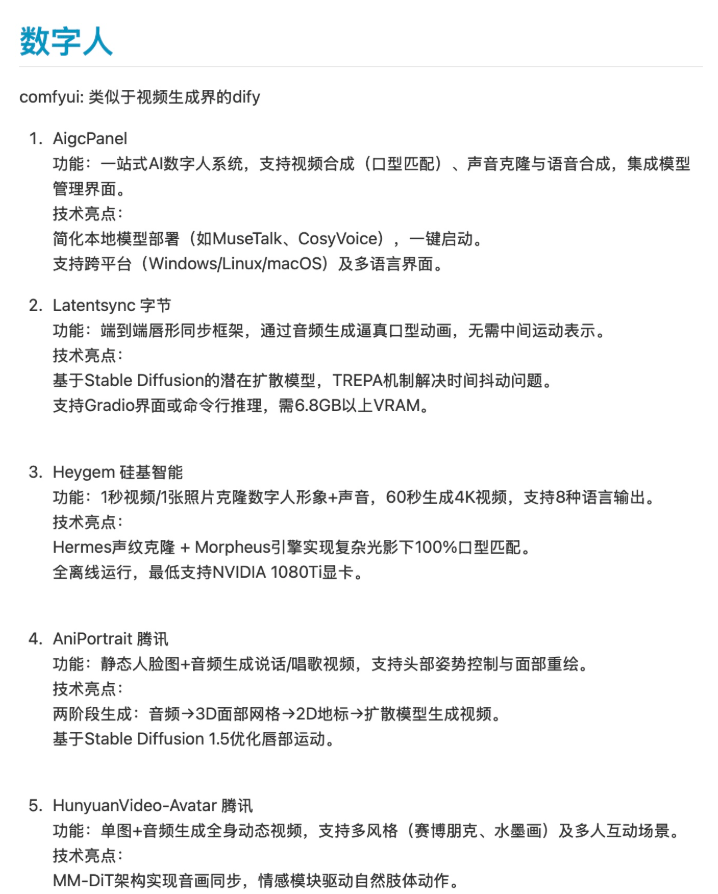 数字人
comfyui: 类似于视频生成界的dify
1. AigcPanel
功能：一站式AI数字人系统，支持视频合成（口型匹配）、声音克隆与语音合成，集成模型
管理界面。
技术亮点：
简化本地模型部署（如MuseTalk、CosyVoice），一键启动。
支持跨平台（Windows/Linux/macOS）及多语言界面。
2. Latentsync 字节
功能：端到端唇形同步框架，通过音频生成逼真口型动画，无需中间运动表示。
技术亮点：
基于Stable Diffusion的潜在扩散模型，TREPA机制解决时间抖动问题。
支持Gradio界面或命令行推理，需6.8GB以上VRAM。
3. Heygem 硅基智能
功能：1秒视频/1张照片克隆数字人形象+声音，60秒生成4K视频，支持8种语言输出。
技术亮点：
Hermes声纹克隆 + Morpheus引擎实现复杂光影下100%口型匹配。
全离线运行，最低支持NVIDIA 1080Ti显卡。
4. AniPortrait 腾讯
功能：静态人脸图+音频生成说话/唱歌视频，支持头部姿势控制与面部重绘。
技术亮点：
两阶段生成：音频→3D面部网格→2D地标→扩散模型生成视频。
基于Stable Diffusion 1.5优化唇部运动。
5. HunyuanVideo-Avatar 腾讯
功能：单图+音频生成全身动态视频，支持多风格（赛博朋克、水墨画）及多人互动场景。
技术亮点：
MM-DiT架构实现音画同步，情感模块驱动自然肢体动作。